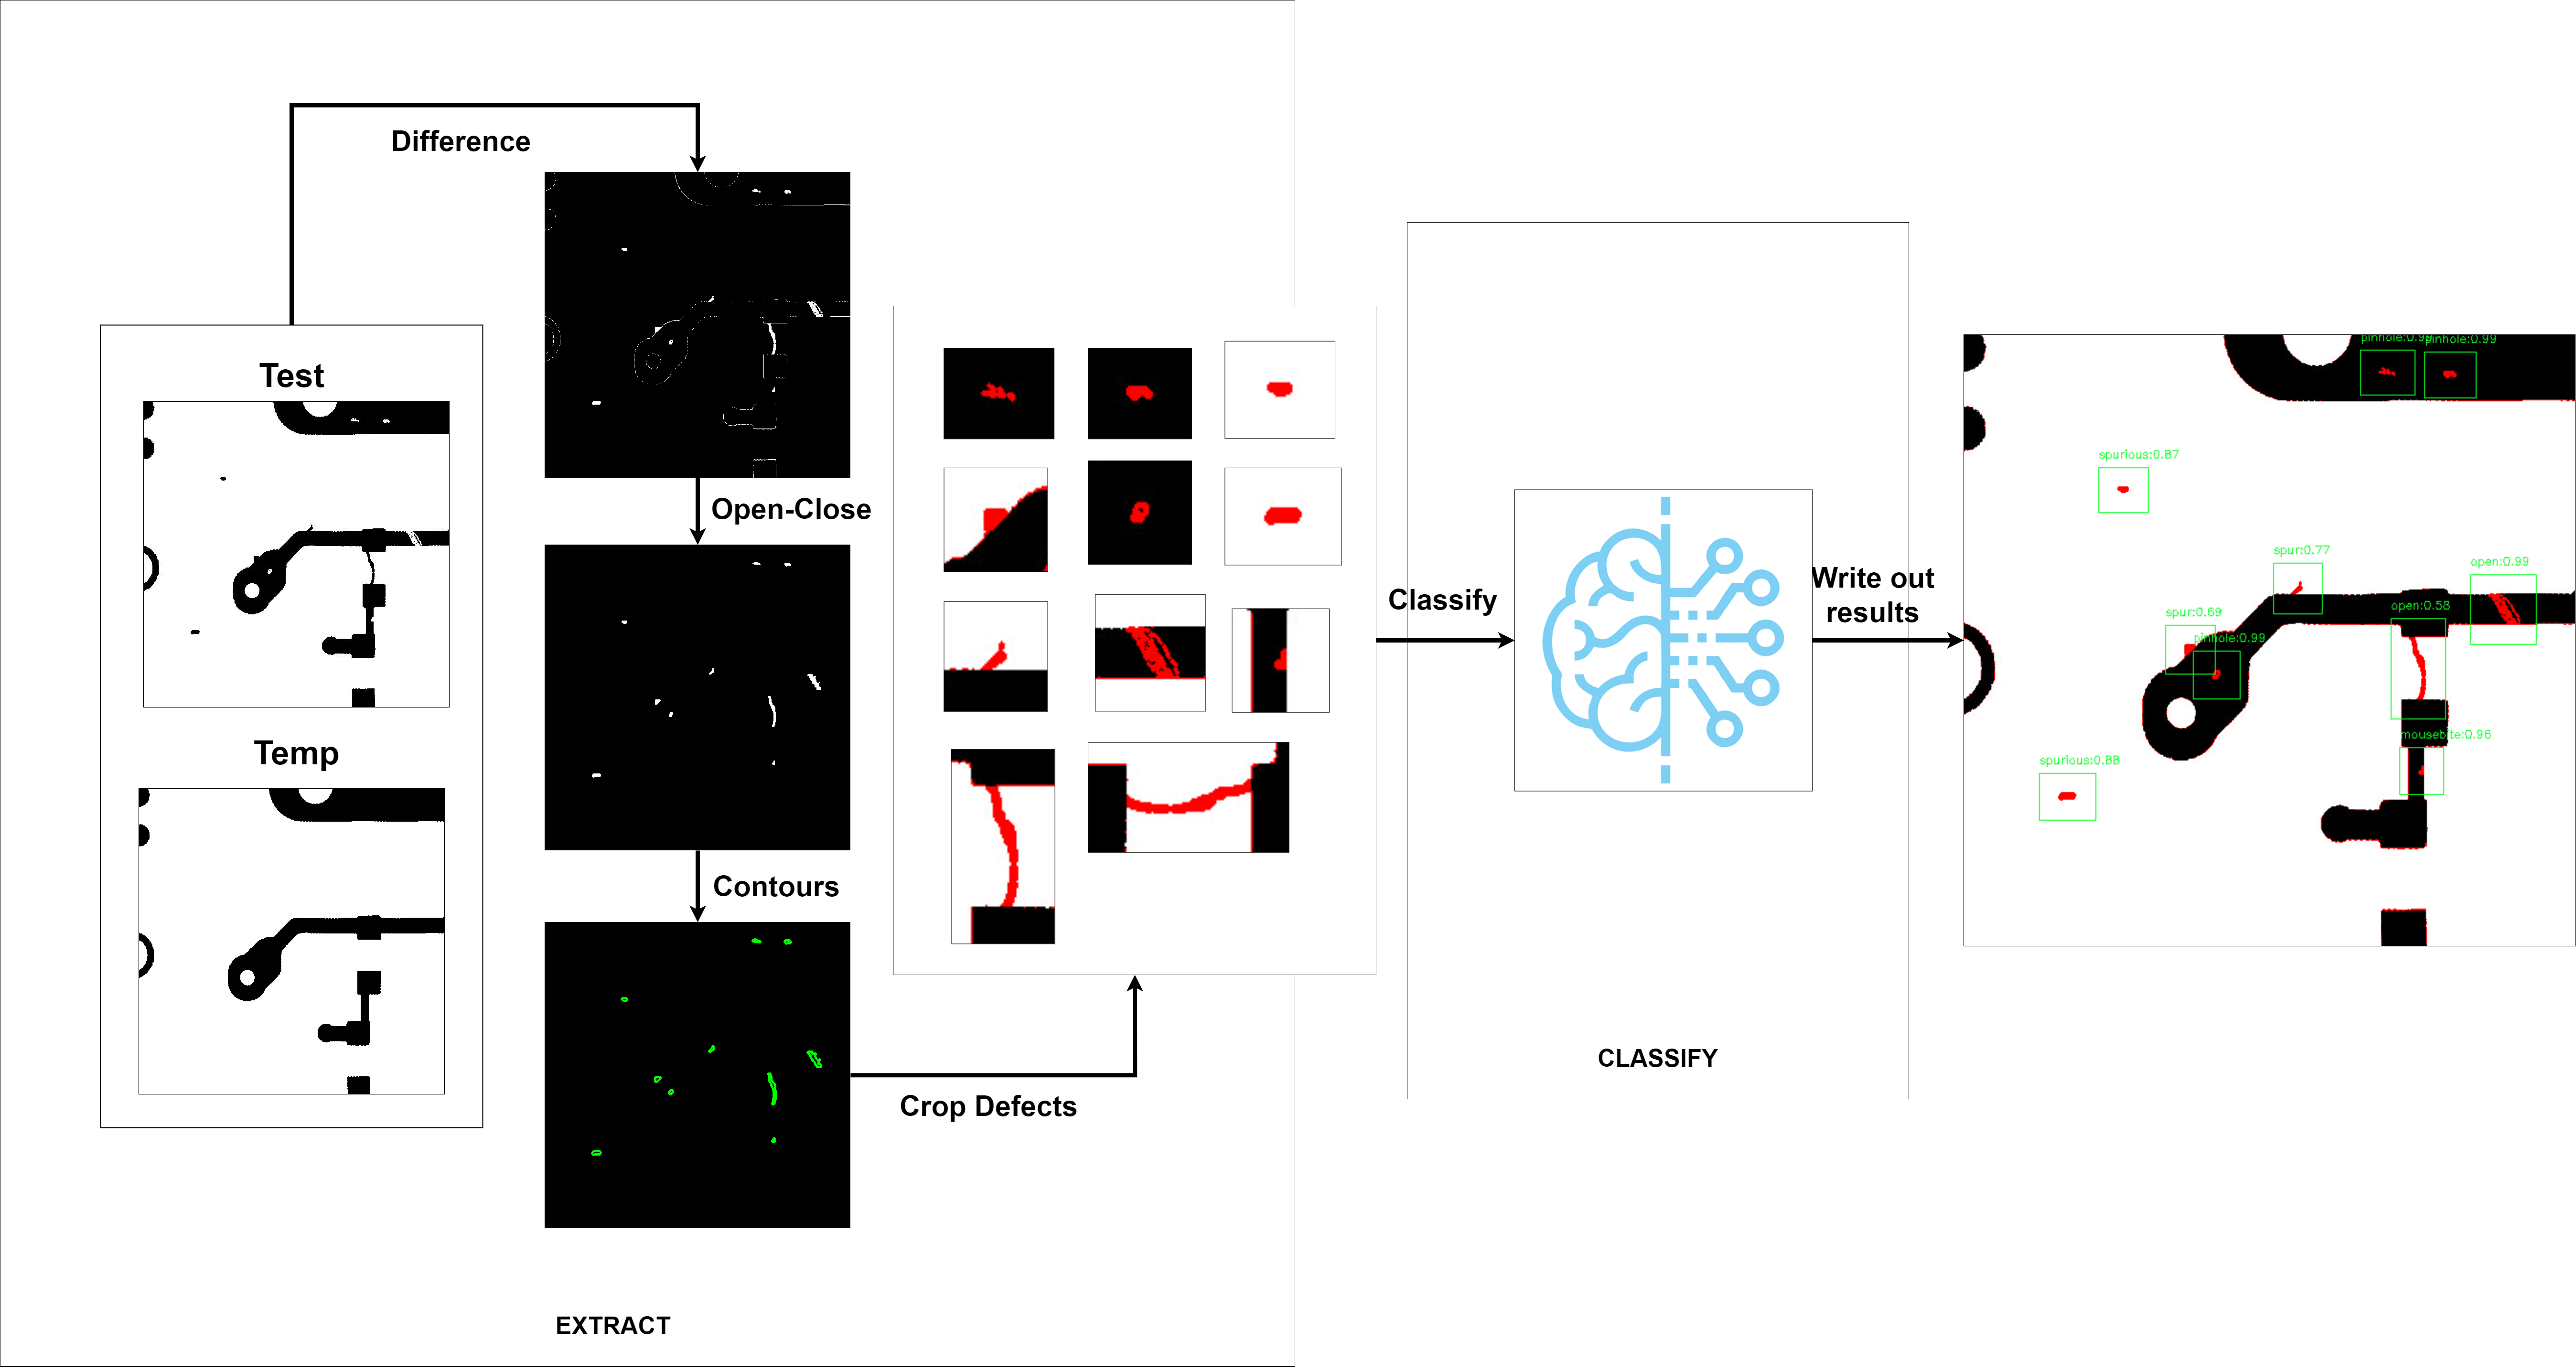 Difference
Test
Temp
Open-Close
Contours
Crop Defects
EXTRACT
Classify
CLASSIFY
Write out
results
pinhole:0.99
pinhole:0.99
spurious:0.87
spur:0.77
open:0.99
open:0.58
spur:0.69
pinhole:0.99
mousebite:0.96
spurious:0.88